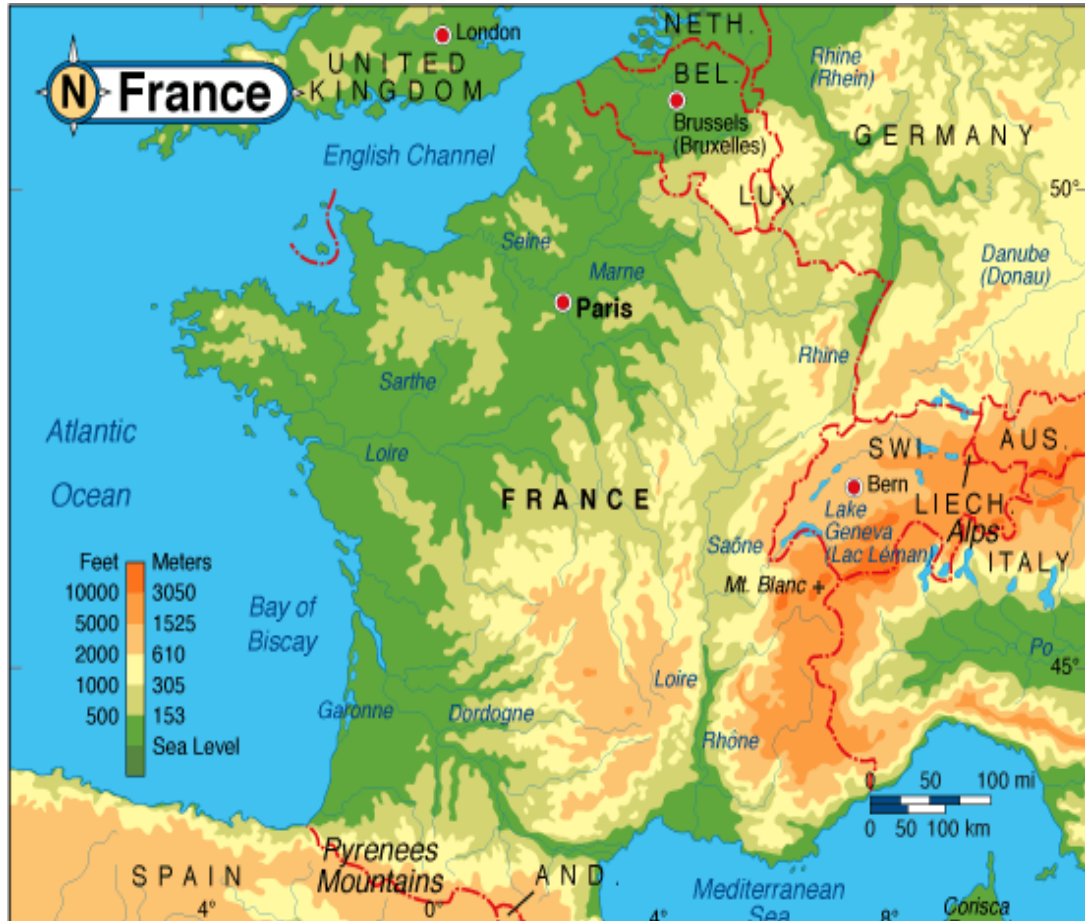 N
France
London
UNITED
KINGDOM
NETH.
Rhine
(Rhein)
BEL.
Brussels
(Bruxelles)
GERMANY
English Channel
LUX.
50°
Seine
Danube
(Donau)
Marne
Paris
Rhine
Sarthe
Atlantic
Ocean
Loire
SWI.
AUS.
FRANCE
Bern
LIECH.
Lake
Geneva
(Lac Léman)
Alps
Saône
ITALY
Mt. Blanc +
Feet Meters
10000 3050
5000 1525
2000 610
1000 305
500 153
Sea Level
Bay of
Biscay
Po
45°
Loire
Garonne
Dordogne
Rhône
0 50 100 mi
0 50 100 km
Pyrenees
Mountains
SPAIN
AND.
Mediterranean
Sea
Corisca
4° 0° 4° 8°